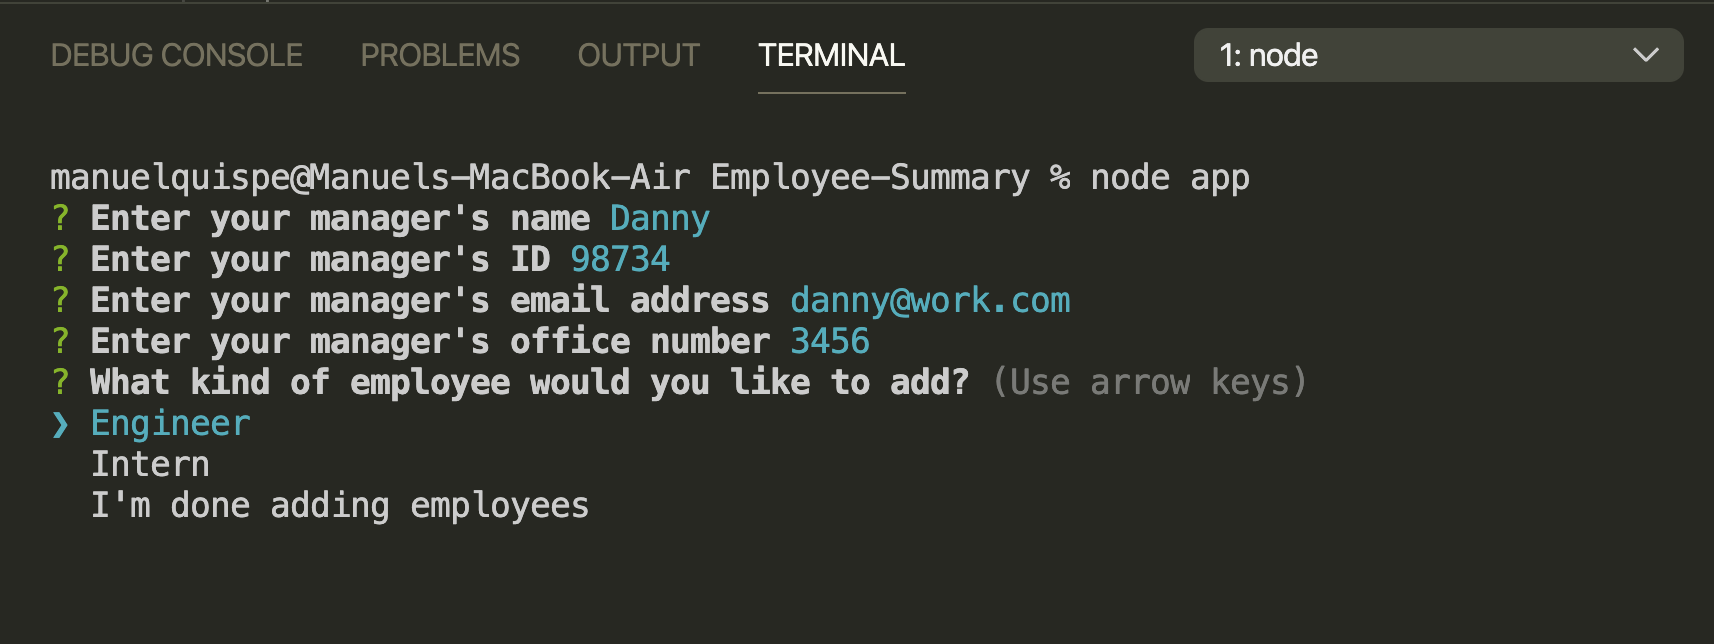 DEBUG CONSOLE PROBLEMS OUTPUT TERMINAL 1: node
manuelquispe@Manuels-MacBook-Air Employee-Summary % node app
? Enter your manager's name Danny
? Enter your manager's ID 98734
? Enter your manager's email address danny@work.com
? Enter your manager's office number 3456
? What kind of employee would you like to add? (Use arrow keys)
❯ Engineer
Intern
I'm done adding employees